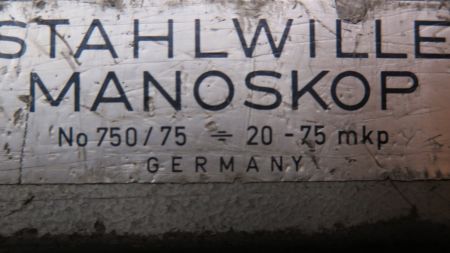 STAHLWILLE
MANOSKOP
No 750/75 ≑ 20 - 75 mkp
GERMANY